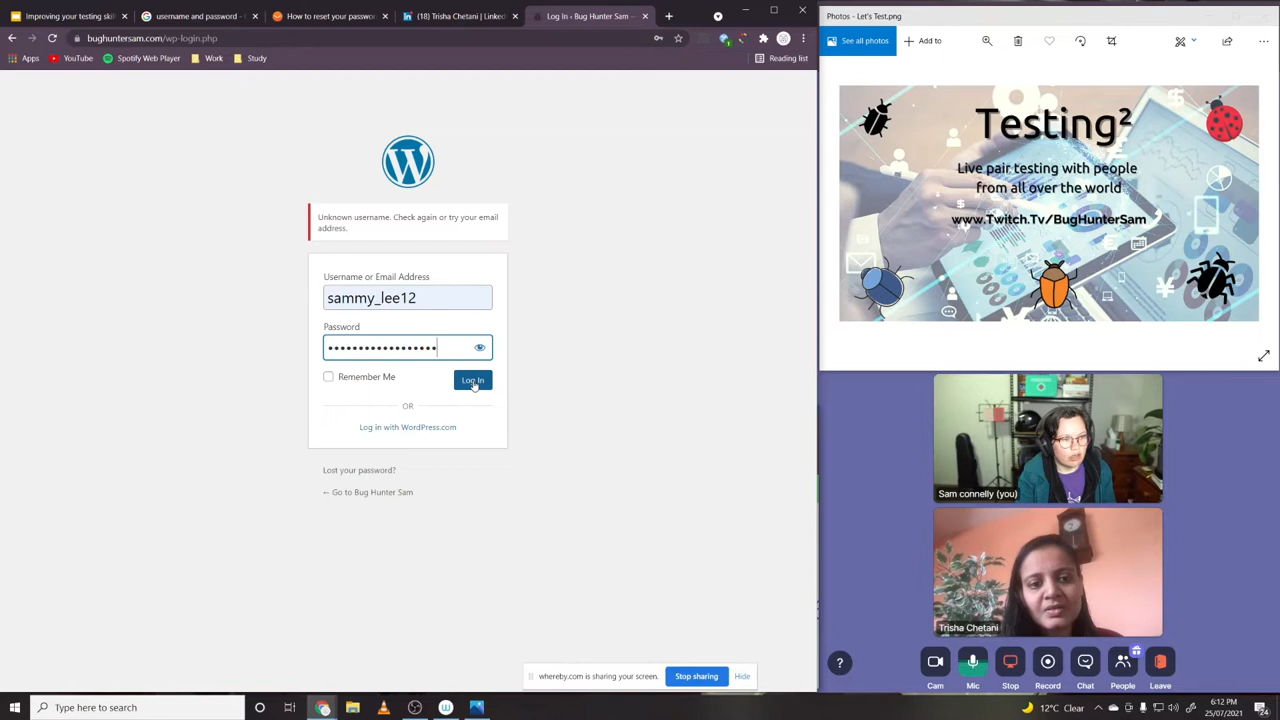 Improving your testing skil
username and password - G
How to reset your passwor
(18) Trisha Chetani | LinkedI
Log In ‹ Bug Hunter Sam —
bughuntersam.com/wp-login.php
Apps
YouTube
Spotify Web Player
Work
Study
Reading list
Unknown username. Check again or try your email
address.
Username or Email Address
sammy_lee12
Password
Remember Me
Log In
OR
Log in with WordPress.com
Lost your password?
← Go to Bug Hunter Sam
whereby.com is sharing your screen.
Stop sharing
Hide
Photos - Let's Test.png
See all photos
Add to
Testing²
Live pair testing with people
from all over the world
www.Twitch.Tv/BugHunterSam
Sam connelly (you)
Trisha Chetani
?
Cam
Mic
Stop
Record
Chat
People
Leave
Type here to search
12°C Clear
6:12 PM
25/07/2021
24